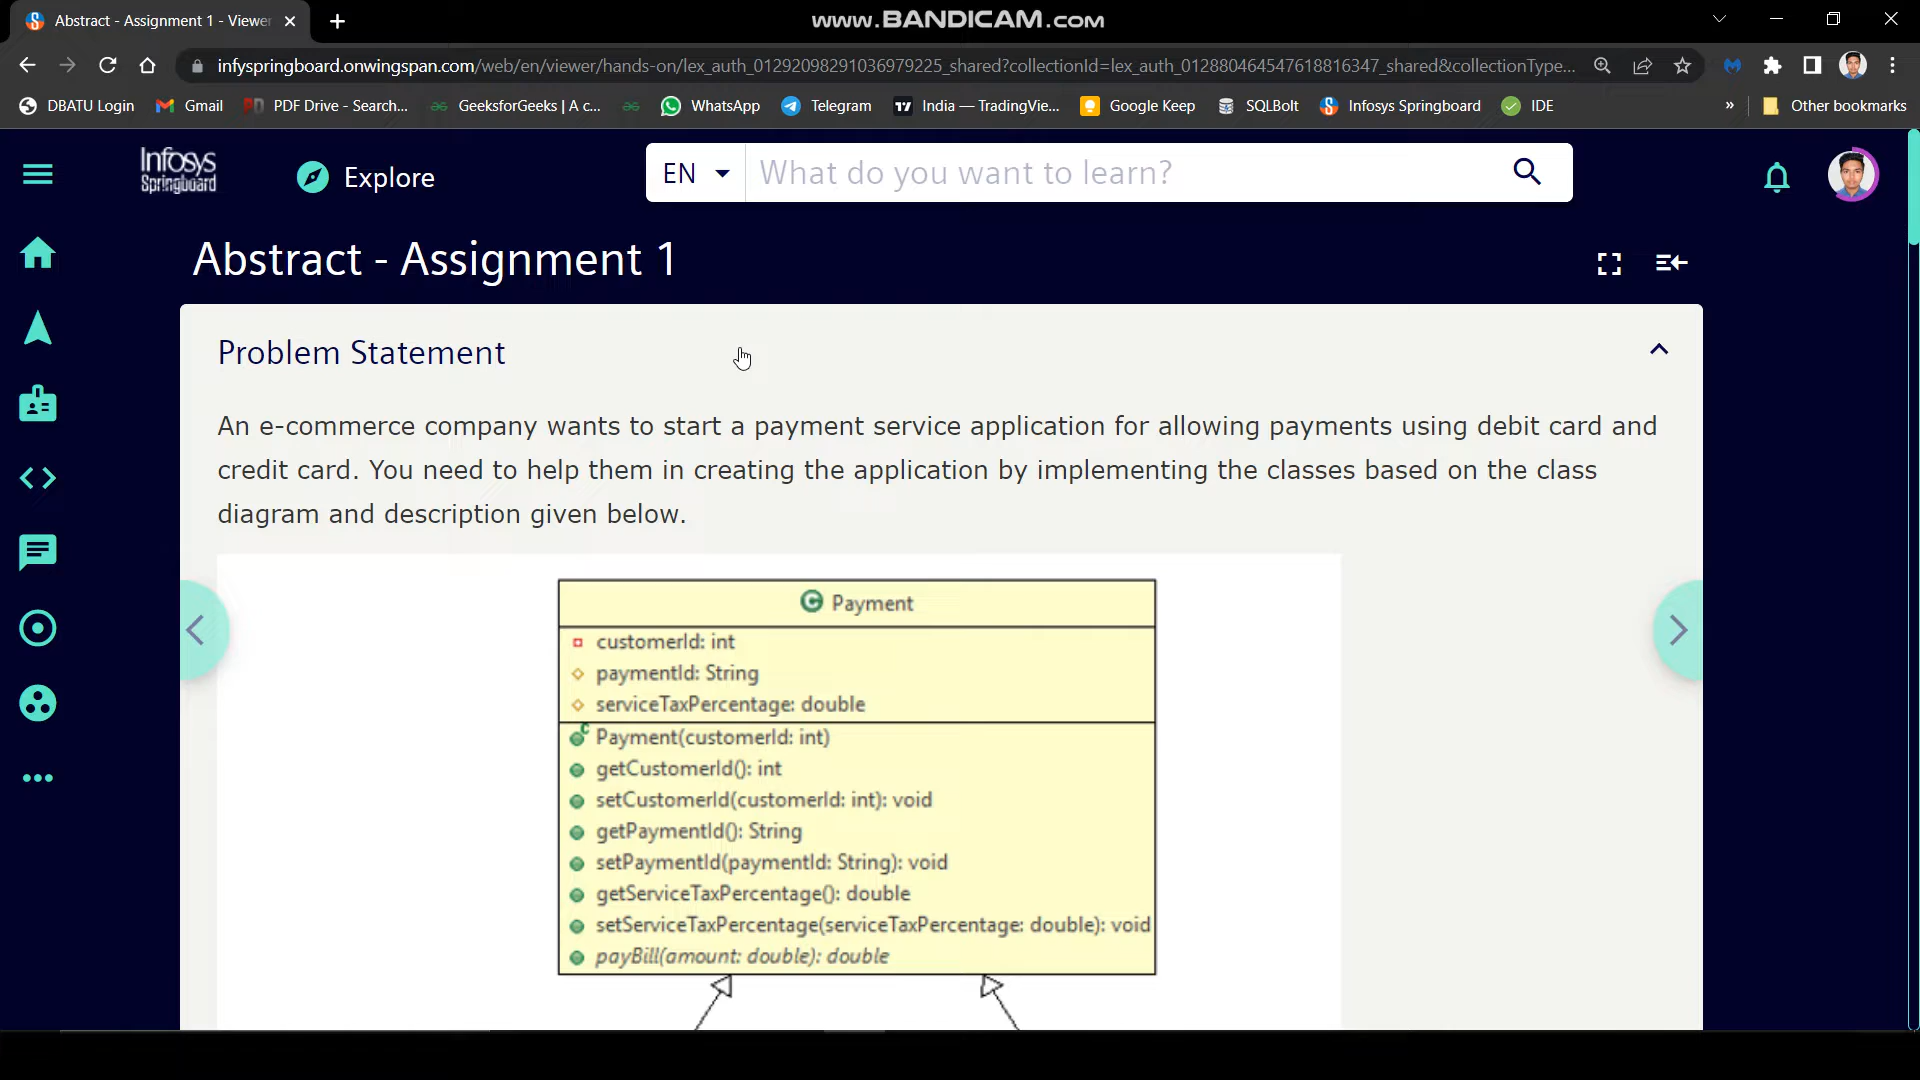 Abstract - Assignment 1 - Viewer
www.BANDICAM.com
infyspringboard.onwingspan.com/web/en/viewer/hands-on/lex_auth_01292098291036979225_shared?collectionId=lex_auth_012880464547618816347_shared&collectionType...
DBATU Login
Gmail
PDF Drive - Search...
GeeksforGeeks | A c...
WhatsApp
Telegram
India — TradingVie...
Google Keep
SQLBolt
Infosys Springboard
IDE
»
Other bookmarks
Infosys
Springboard
Explore
EN
What do you want to learn?
Abstract - Assignment 1
Problem Statement
An e-commerce company wants to start a payment service application for allowing payments using debit card and
credit card. You need to help them in creating the application by implementing the classes based on the class
diagram and description given below.
Payment
customerId: int
paymentId: String
serviceTaxPercentage: double
Payment(customerId: int)
getCustomerId(): int
setCustomerId(customerId: int): void
getPaymentId(): String
setPaymentId(paymentId: String): void
getServiceTaxPercentage(): double
setServiceTaxPercentage(serviceTaxPercentage: double): void
payBill(amount: double): double